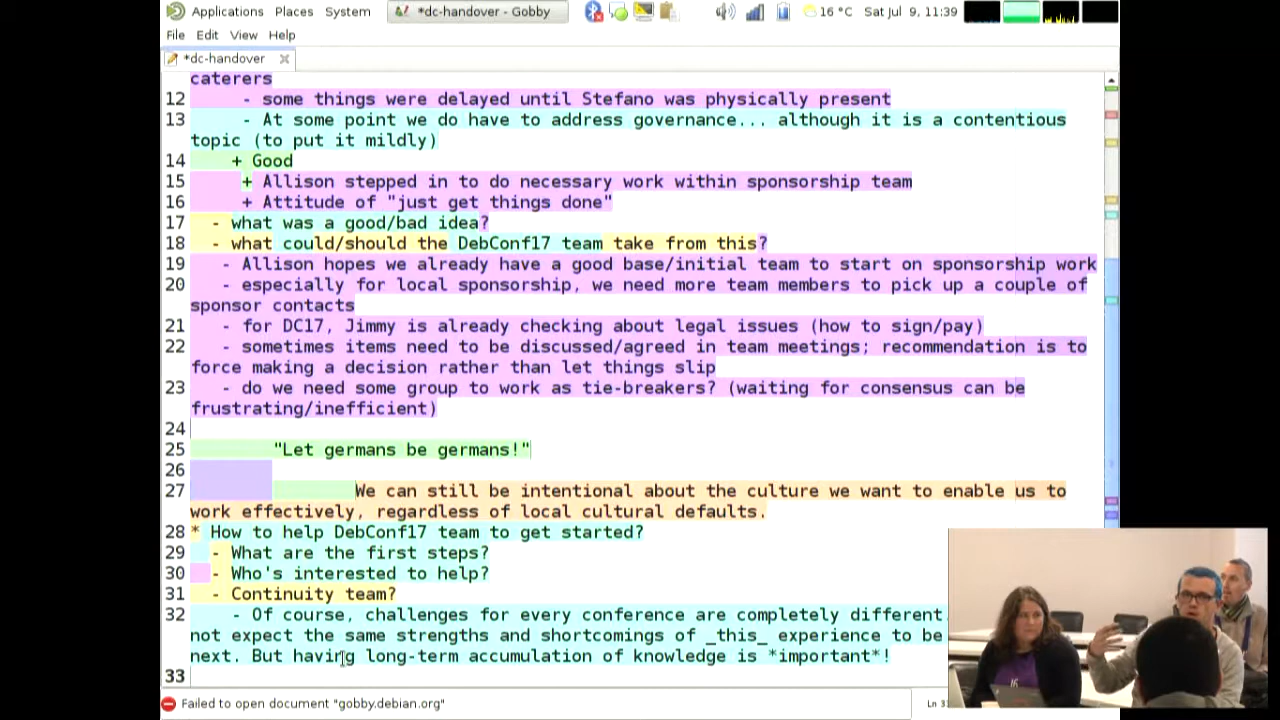 Applications Places System *dc-handover - Gobby 16 °C Sat Jul 9, 11:39
File Edit View Help
*dc-handover
caterers
12 - some things were delayed until Stefano was physically present
13 - At some point we do have to address governance... although it is a contentious
topic (to put it mildly)
14 + Good
15 + Allison stepped in to do necessary work within sponsorship team
16 + Attitude of "just get things done"
17 - what was a good/bad idea?
18 - what could/should the DebConf17 team take from this?
19 - Allison hopes we already have a good base/initial team to start on sponsorship work
20 - especially for local sponsorship, we need more team members to pick up a couple of
sponsor contacts
21 - for DC17, Jimmy is already checking about legal issues (how to sign/pay)
22 - sometimes items need to be discussed/agreed in team meetings; recommendation is to
force making a decision rather than let things slip
23 - do we need some group to work as tie-breakers? (waiting for consensus can be
frustrating/inefficient)
24
25 "Let germans be germans!"
26
27 We can still be intentional about the culture we want to enable us to
work effectively, regardless of local cultural defaults.
28 * How to help DebConf17 team to get started?
29 - What are the first steps?
30 - Who's interested to help?
31 - Continuity team?
32 - Of course, challenges for every conference are completely different.
not expect the same strengths and shortcomings of _this_ experience to be
next. But having long-term accumulation of knowledge is *important*!
33
Failed to open document "gobby.debian.org" Ln